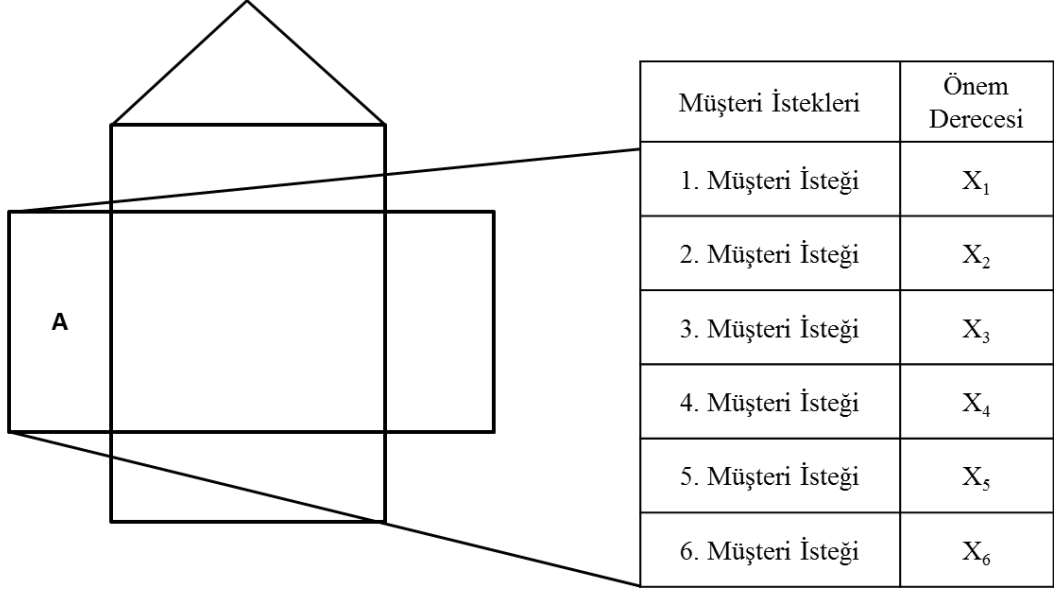 A
Müşteri İstekleri
Önem
Derecesi
1. Müşteri İsteği
X₁
2. Müşteri İsteği
X₂
3. Müşteri İsteği
X₃
4. Müşteri İsteği
X₄
5. Müşteri İsteği
X₅
6. Müşteri İsteği
X₆